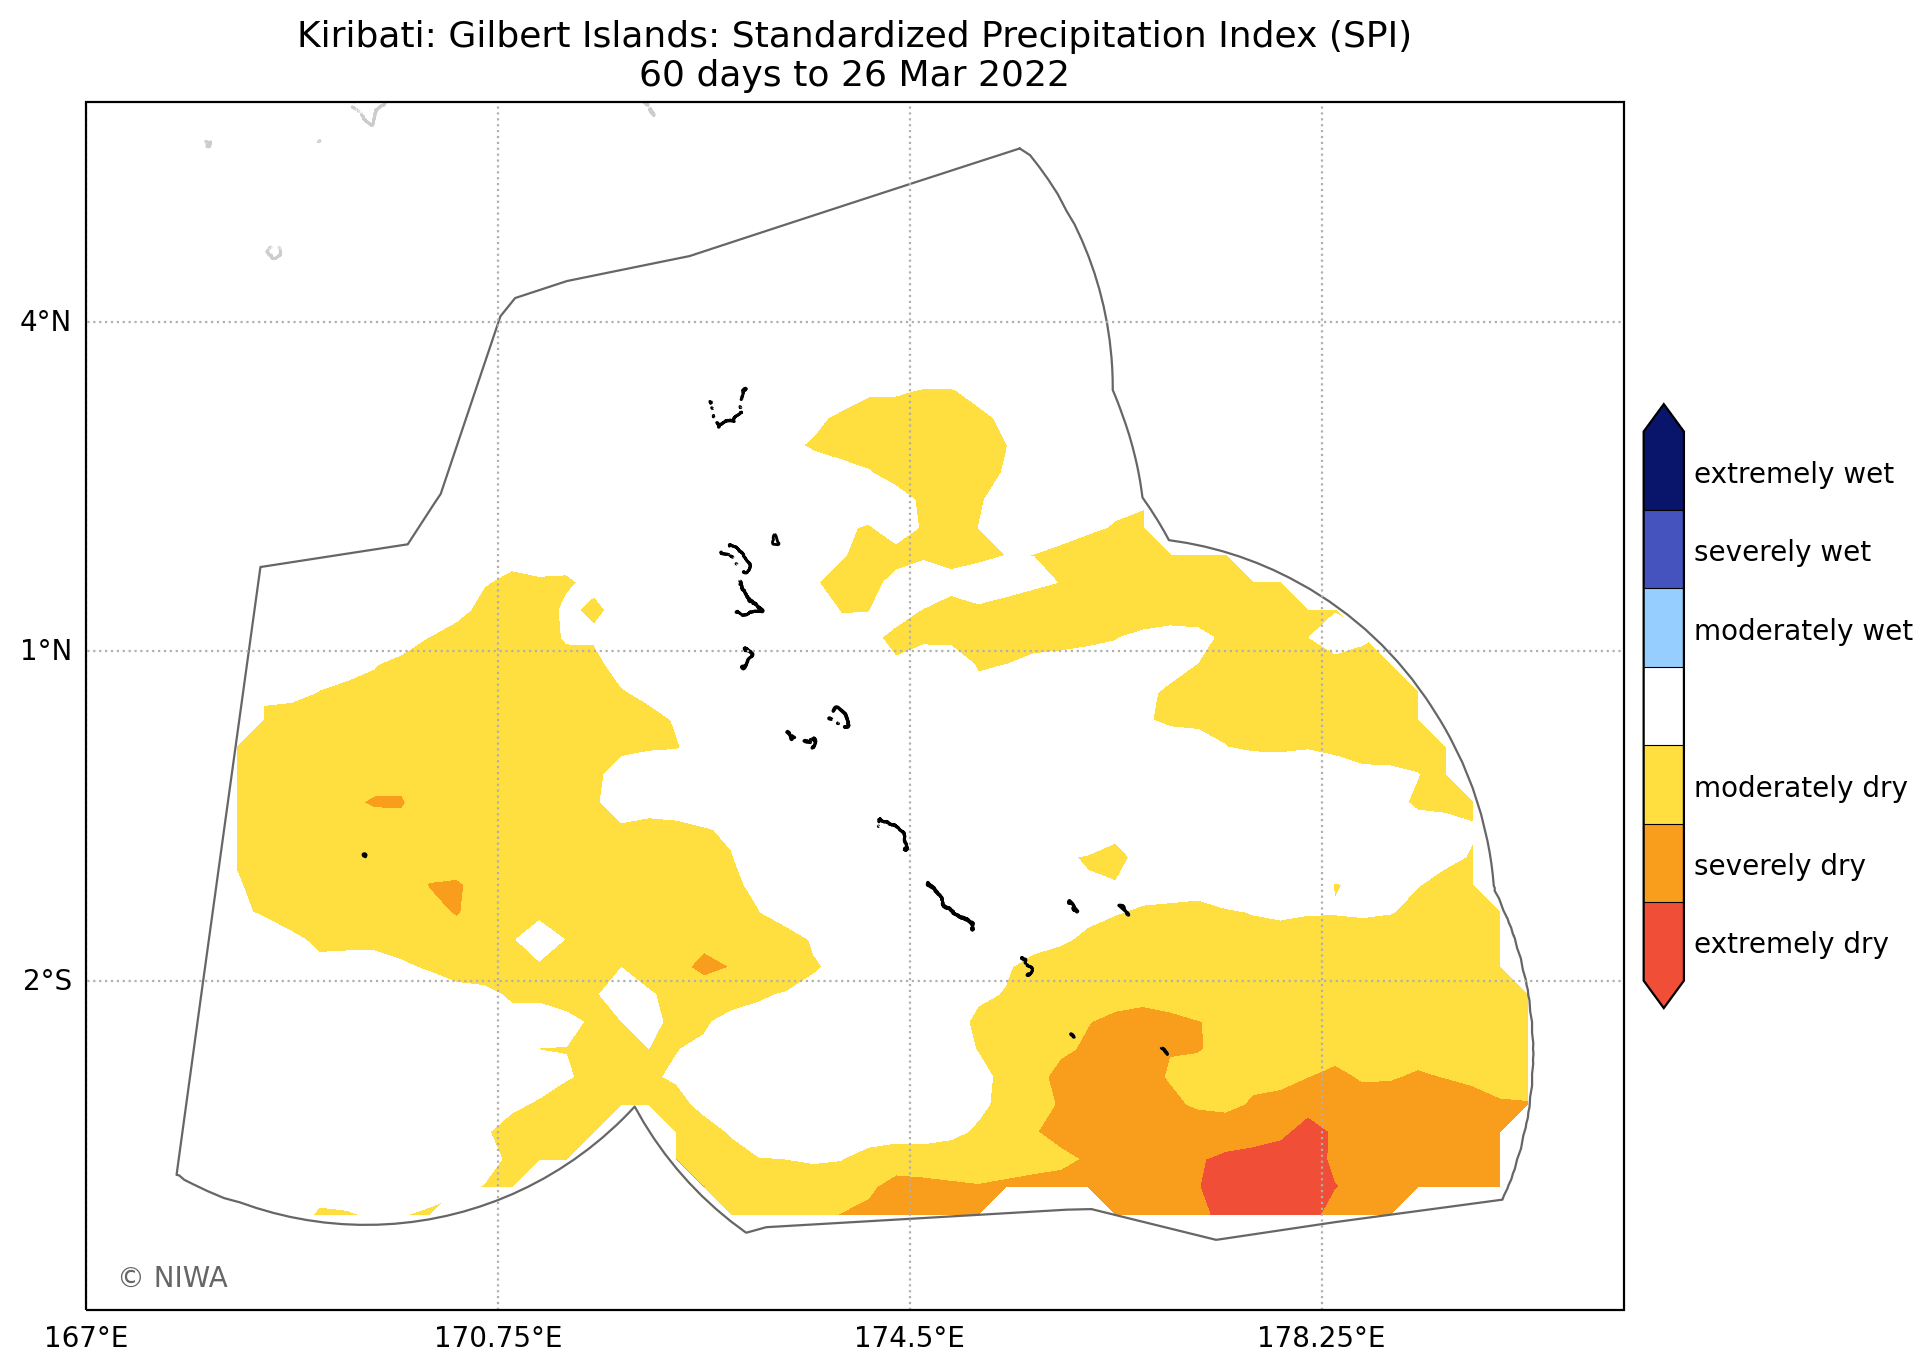 Kiribati: Gilbert Islands: Standardized Precipitation Index (SPI)
60 days to 26 Mar 2022
4°N
1°N
2°S
167°E
170.75°E
174.5°E
178.25°E
extremely wet
severely wet
moderately wet
moderately dry
severely dry
extremely dry
© NIWA